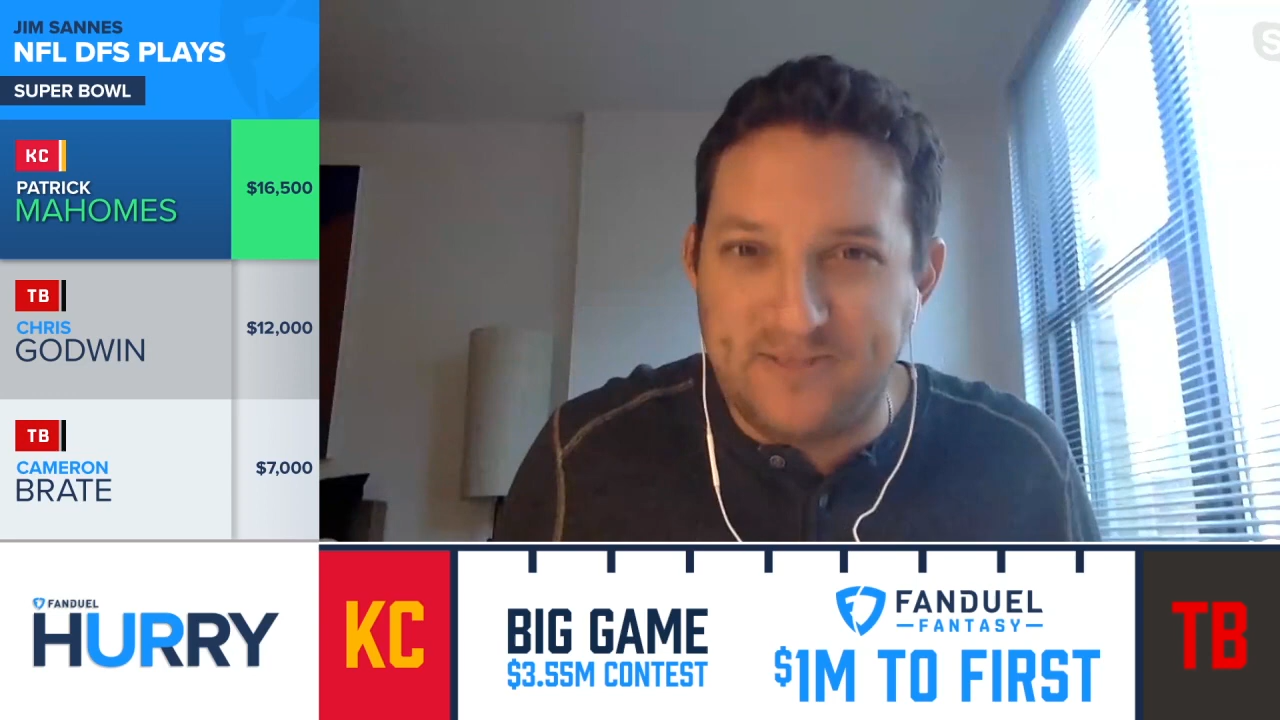 JIM SANNES
NFL DFS PLAYS
SUPER BOWL
KC
PATRICK
MAHOMES
$16,500
TB
CHRIS
GODWIN
$12,000
TB
CAMERON
BRATE
$7,000
FANDUEL
HURRY
KC
BIG GAME
$3.55M CONTEST
FANDUEL
FANTASY
$1M TO FIRST
TB
S